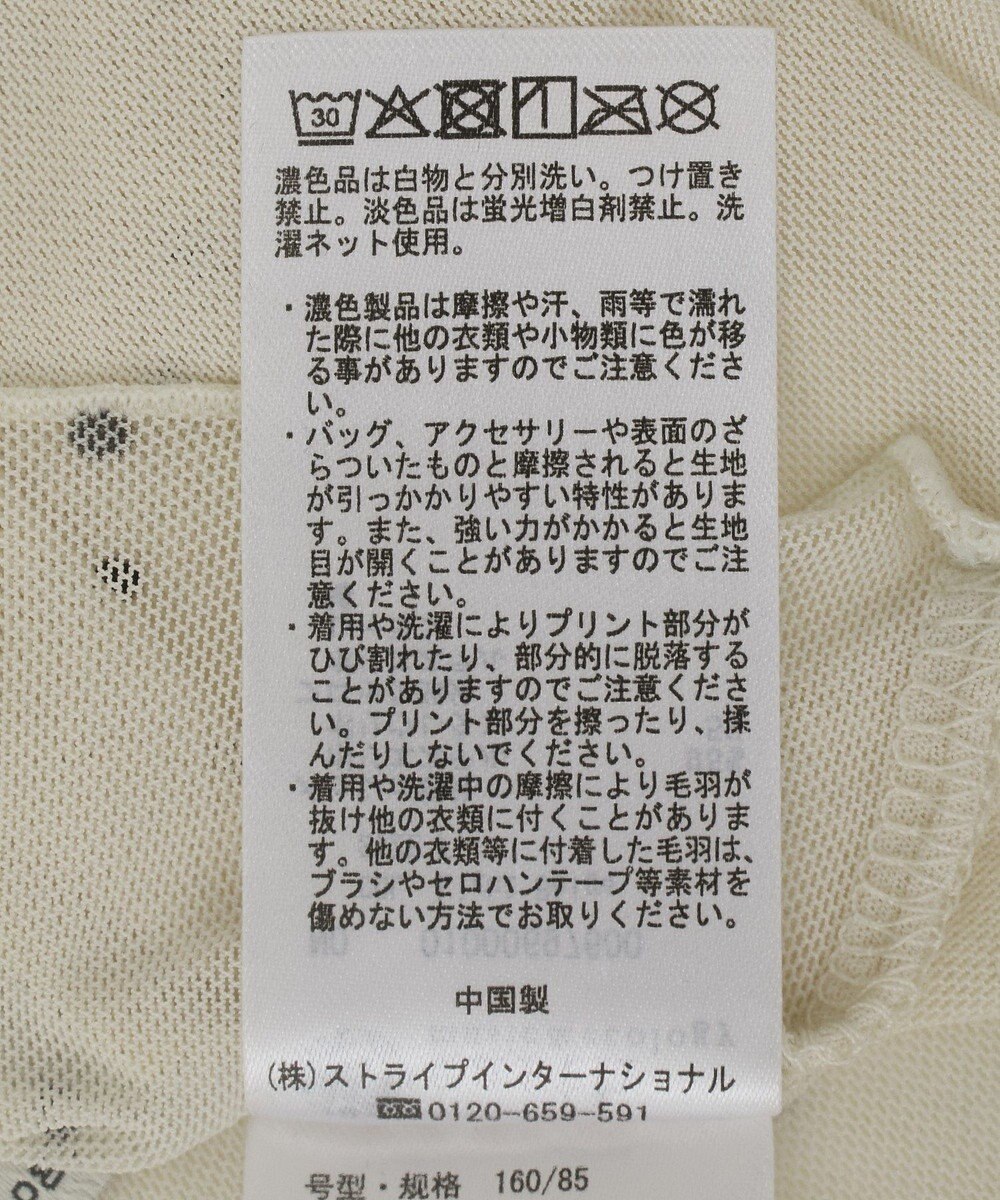 30
濃色品は白物と分別洗い。つけ置き
禁止。淡色品は蛍光増白剤禁止。洗
濯ネット使用。
・濃色製品は摩擦や汗、雨等で濡れ
た際に他の衣類や小物類に色が移
る事がありますのでご注意くださ
い。
・バッグ、アクセサリーや表面のざ
らついたものと摩擦されると生地
が引っかかりやすい特性がありま
す。また、強い力がかかると生地
目が開くことがありますのでご注
意ください。
・着用や洗濯によりプリント部分が
ひび割れたり、部分的に脱落する
ことがありますのでご注意くださ
い。プリント部分を擦ったり、揉
んだりしないでください。
・着用や洗濯中の摩擦により毛羽が
抜け他の衣類に付くことがありま
す。他の衣類等に付着した毛羽は、
ブラシやセロハンテープ等素材を
傷めない方法でお取りください。
中国製
(株)ストライプインターナショナル
0120-659-591
号型・规格 160/85